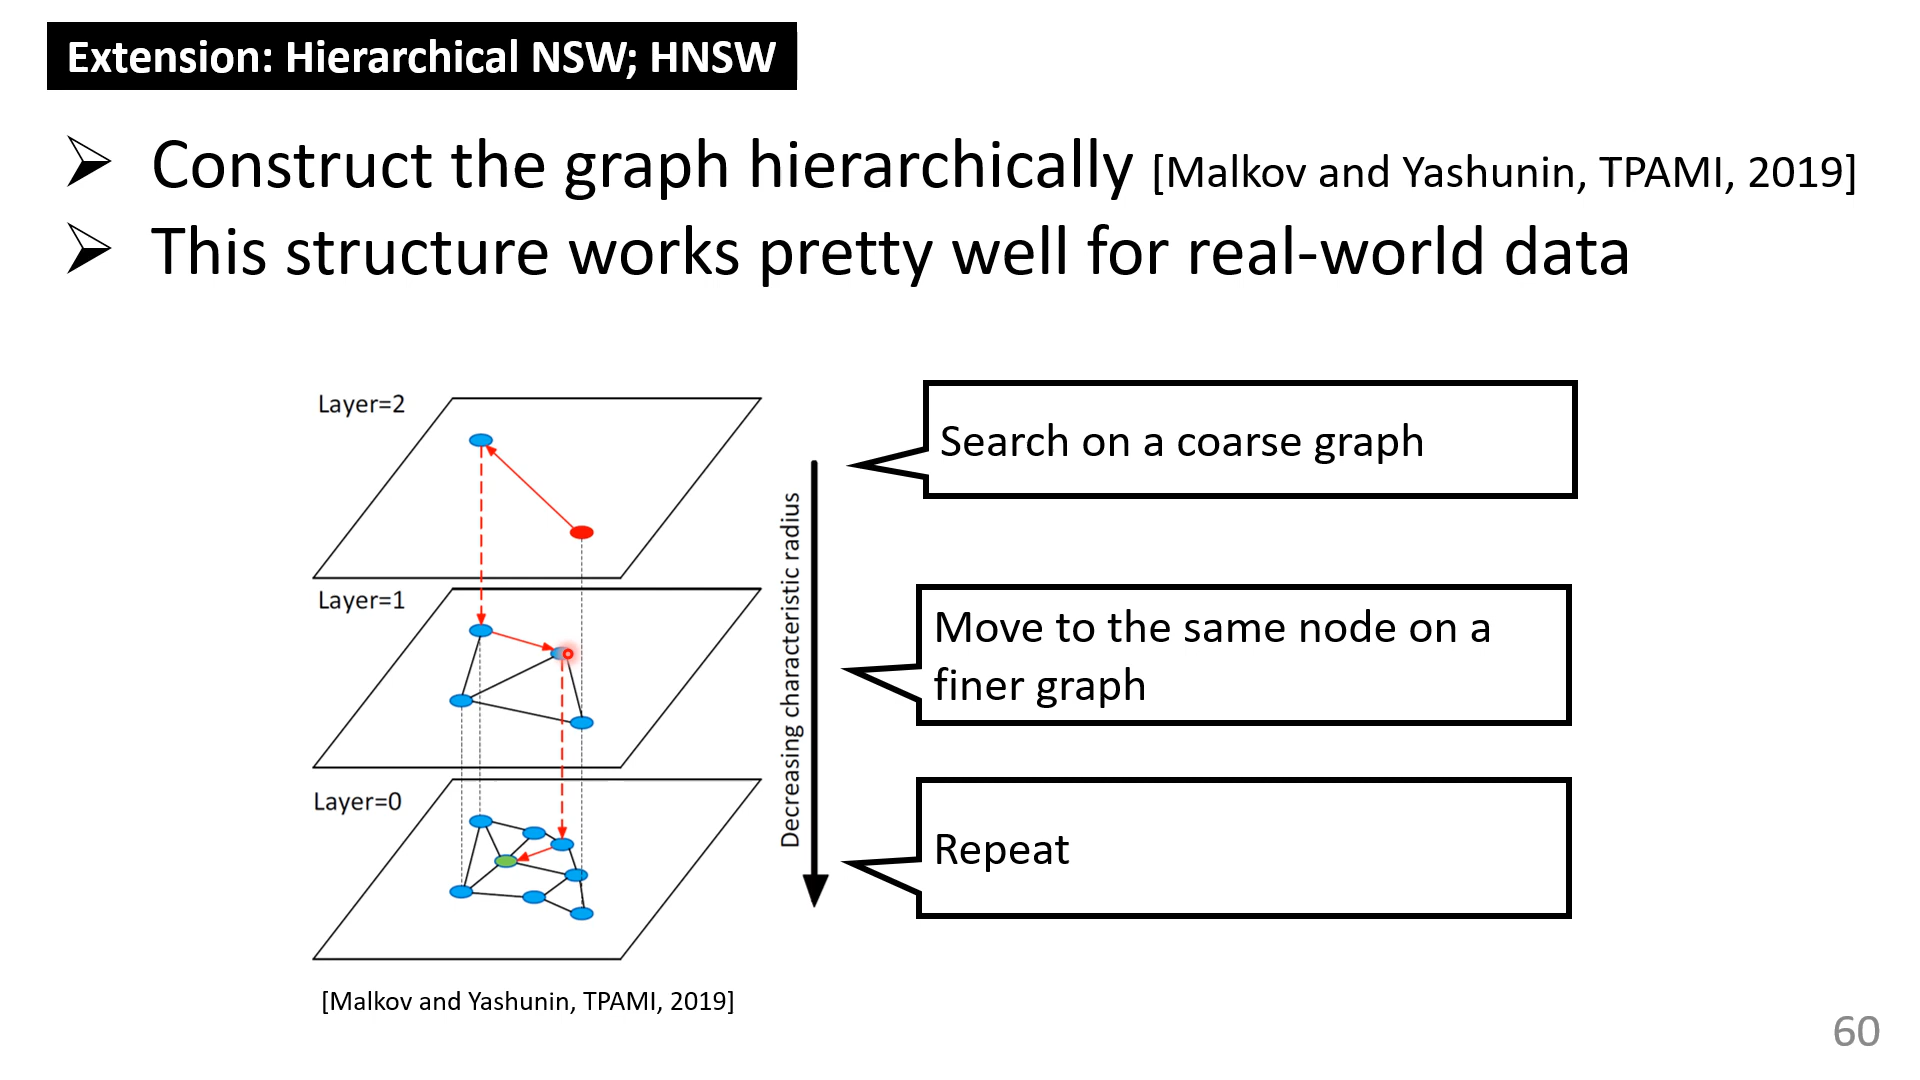 Extension: Hierarchical NSW; HNSW
Construct the graph hierarchically [Malkov and Yashunin, TPAMI, 2019]
This structure works pretty well for real-world data
Layer=2
Search on a coarse graph
Layer=1
Move to the same node on a
finer graph
Decreasing characteristic radius
Layer=0
Repeat
[Malkov and Yashunin, TPAMI, 2019]
60